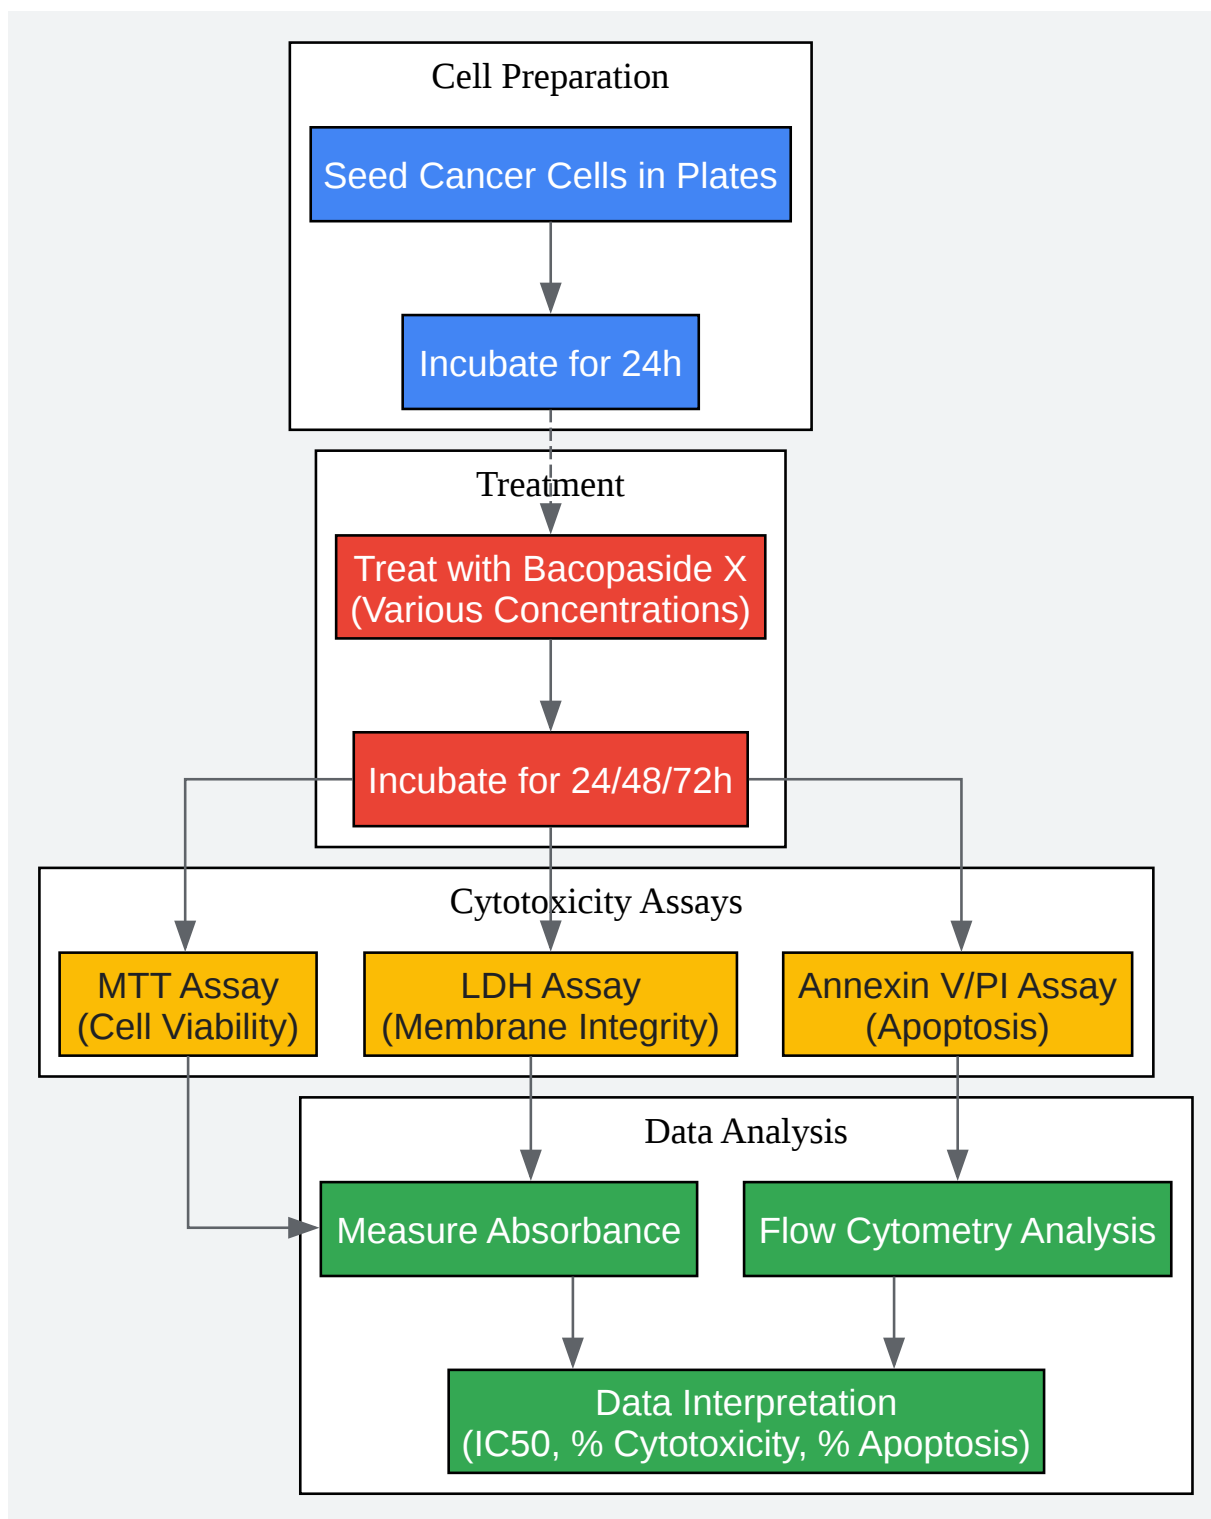 Cell Preparation
Seed Cancer Cells in Plates
Incubate for 24h
Treatment
Treat with Bacopaside X
(Various Concentrations)
Incubate for 24/48/72h
Cytotoxicity Assays
MTT Assay
(Cell Viability)
LDH Assay
(Membrane Integrity)
Annexin V/PI Assay
(Apoptosis)
Data Analysis
Measure Absorbance
Flow Cytometry Analysis
Data Interpretation
(IC50, % Cytotoxicity, % Apoptosis)